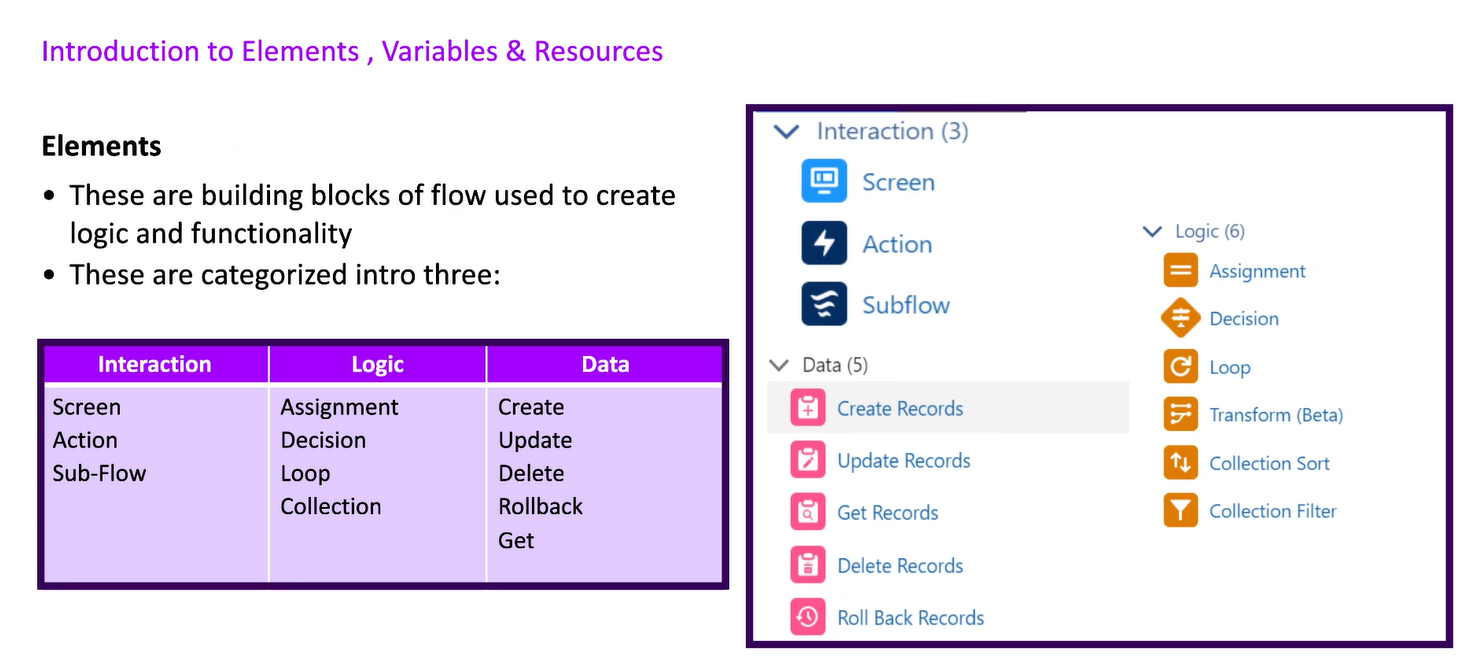 Introduction to Elements , Variables & Resources
Elements
• These are building blocks of flow used to create
logic and functionality
• These are categorized intro three:
Interaction Logic Data
Screen Assignment Create
Action Decision Update
Sub-Flow Loop Delete
Collection Rollback
Get
Interaction (3)
Screen
Action
Subflow
Data (5)
Create Records
Update Records
Get Records
Delete Records
Roll Back Records
Logic (6)
Assignment
Decision
Loop
Transform (Beta)
Collection Sort
Collection Filter